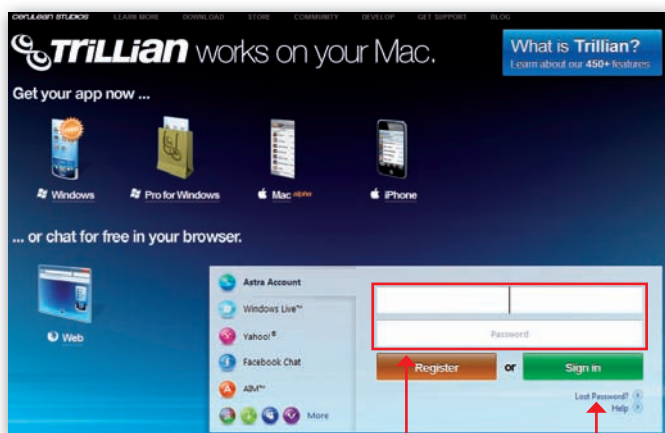 cerulean studios LEARN MORE DOWNLOAD STORE COMMUNITY DEVELOP GET SUPPORT BLOG
Trillian works on your Mac.
What is Trillian?
Learn about our 450+ features
Get your app now ...
Windows Pro for Windows Mac alpha iPhone
... or chat for free in your browser.
Web
Astra Account
Windows Live™
Yahoo!®
Facebook Chat
AIM™
More
Password
Register or Sign in
Lost Password?
Help